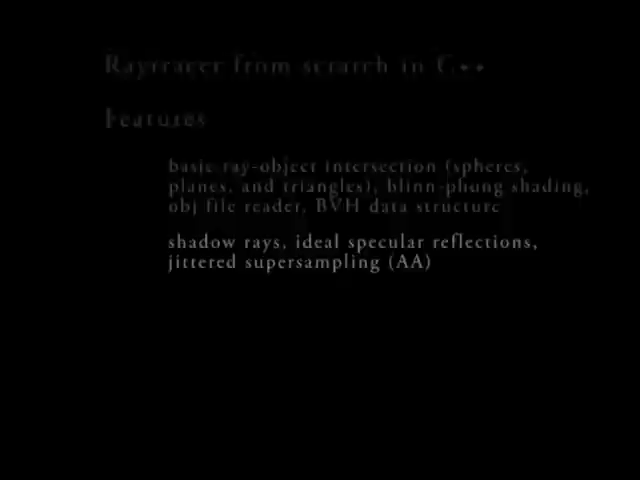 Raytracer from scratch in C++
Features
basic ray-object intersection (spheres,
planes, and triangles), blinn-phong shading,
obj file reader, BVH data structure
shadow rays, ideal specular reflections,
jittered supersampling (AA)